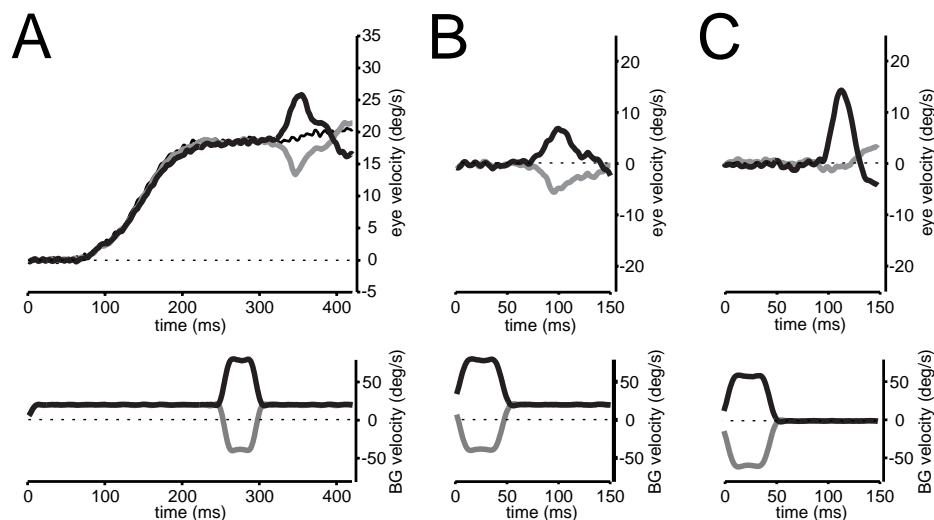 A
35
30
25
20
15
10
5
0
-5
eye velocity (deg/s)
0 100 200 300 400
time (ms)
B
20
10
0
-10
-20
eye velocity (deg/s)
0 50 100 150
time (ms)
C
20
10
0
-10
-20
eye velocity (deg/s)
0 50 100 150
time (ms)
50
0
-50
BG velocity (deg/s)
0 100 200 300 400
time (ms)
50
0
-50
BG velocity (deg/s)
0 50 100 150
time (ms)
50
0
-50
BG velocity (deg/s)
0 50 100 150
time (ms)